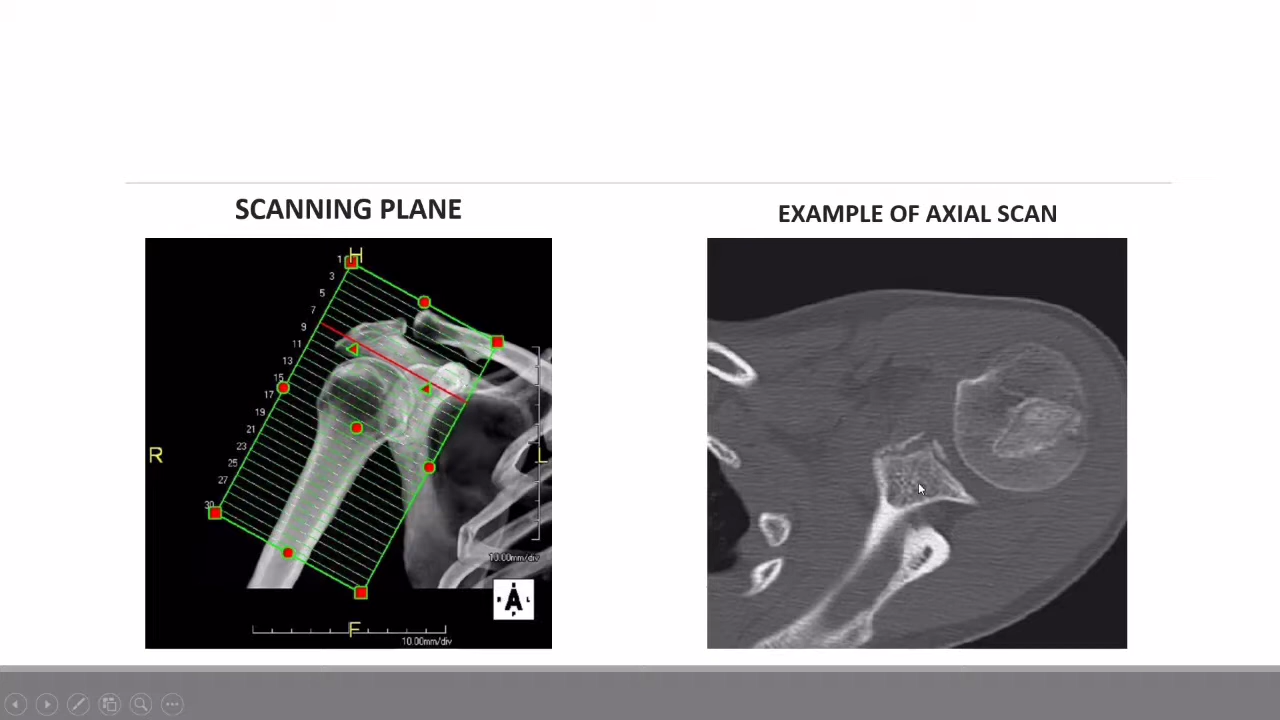 SCANNING PLANE
EXAMPLE OF AXIAL SCAN
H
1
3
5
7
9
11
13
15
17
19
21
23
25
27
30
R
L
10.00mm/div
A
F
10.00mm/div